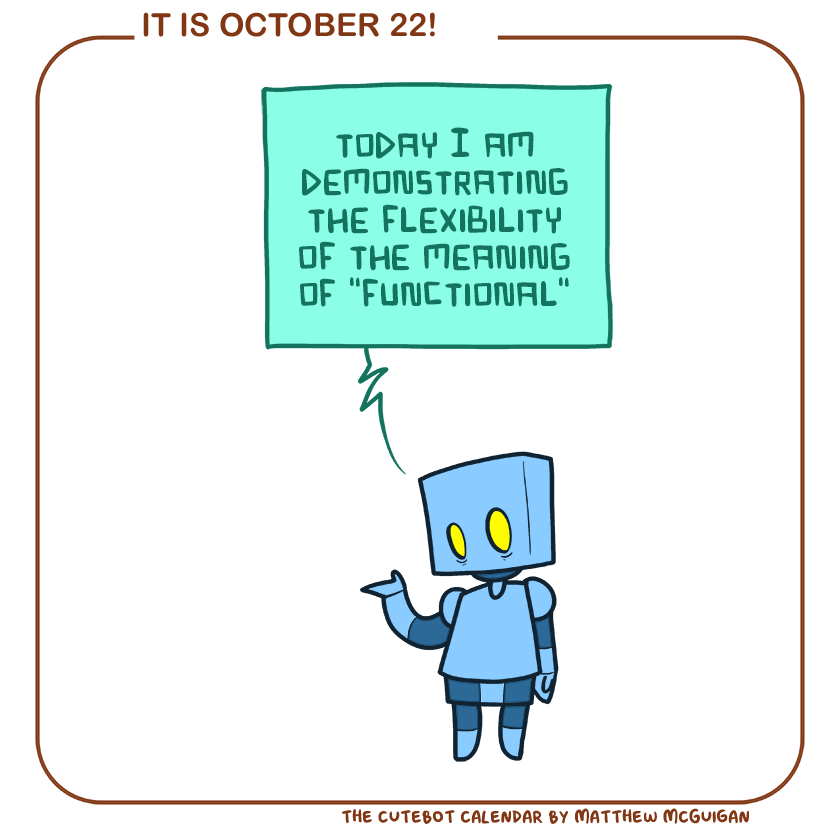 IT IS OCTOBER 22!
TODAY I AM
DEMONSTRATING
THE FLEXIBILITY
OF THE MEANING
OF "FUNCTIONAL"
THE CUTEBOT CALENDAR BY MATTHEW MCGUIGAN